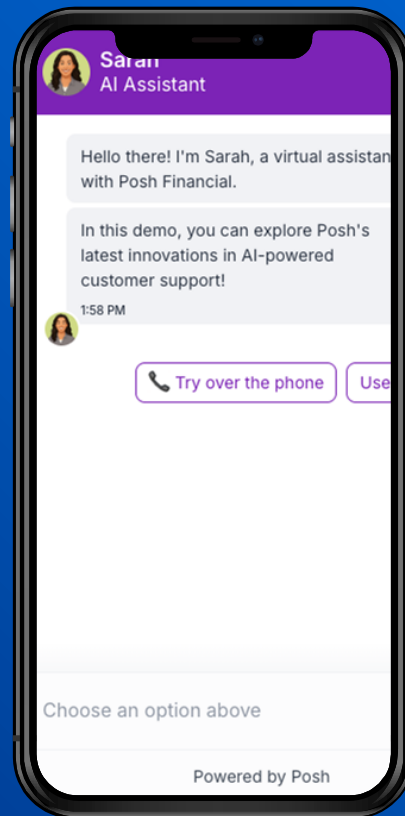 Sarah
AI Assistant
Hello there! I'm Sarah, a virtual assistan
with Posh Financial.
In this demo, you can explore Posh's
latest innovations in AI-powered
customer support!
1:58 PM
Try over the phone
Use
Choose an option above
Powered by Posh